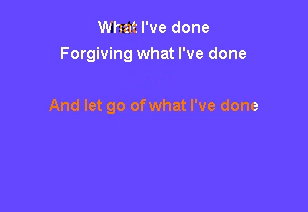 What I've done
Forgiving what I've done
And let go of what I've done